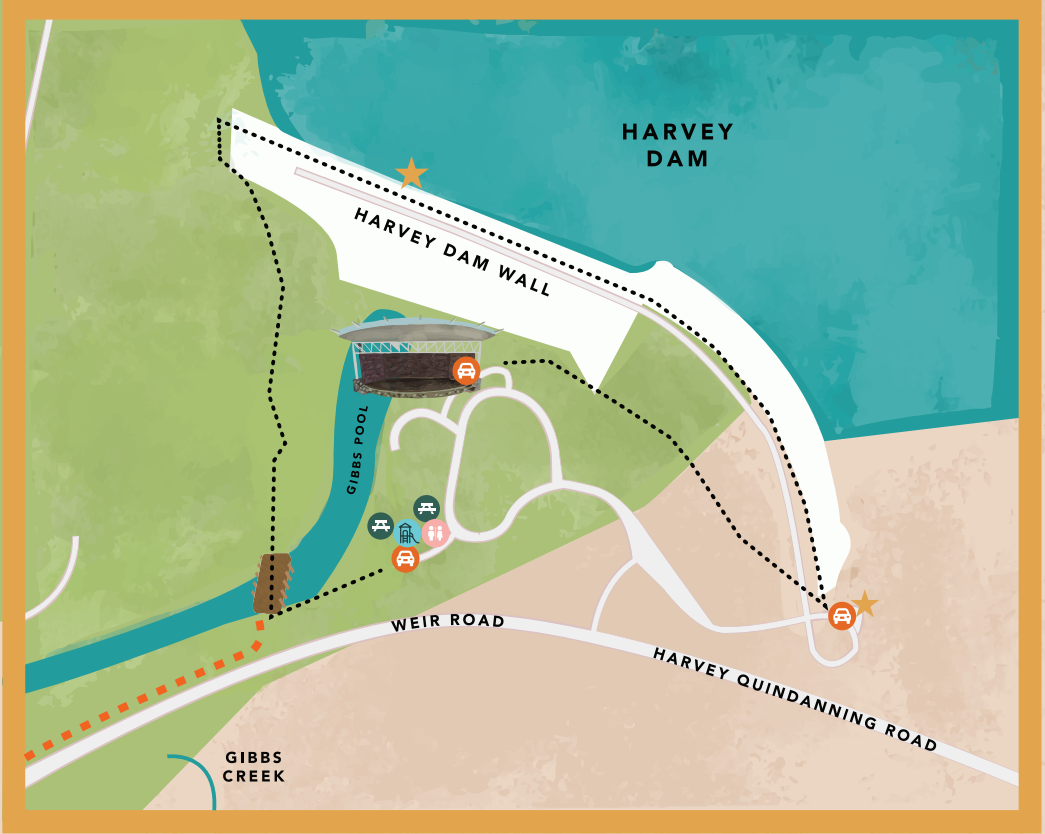 HARVEY
DAM
HARVEY DAM WALL
GIBBS POOL
WEIR ROAD
HARVEY QUINDANNING ROAD
GIBBS
CREEK